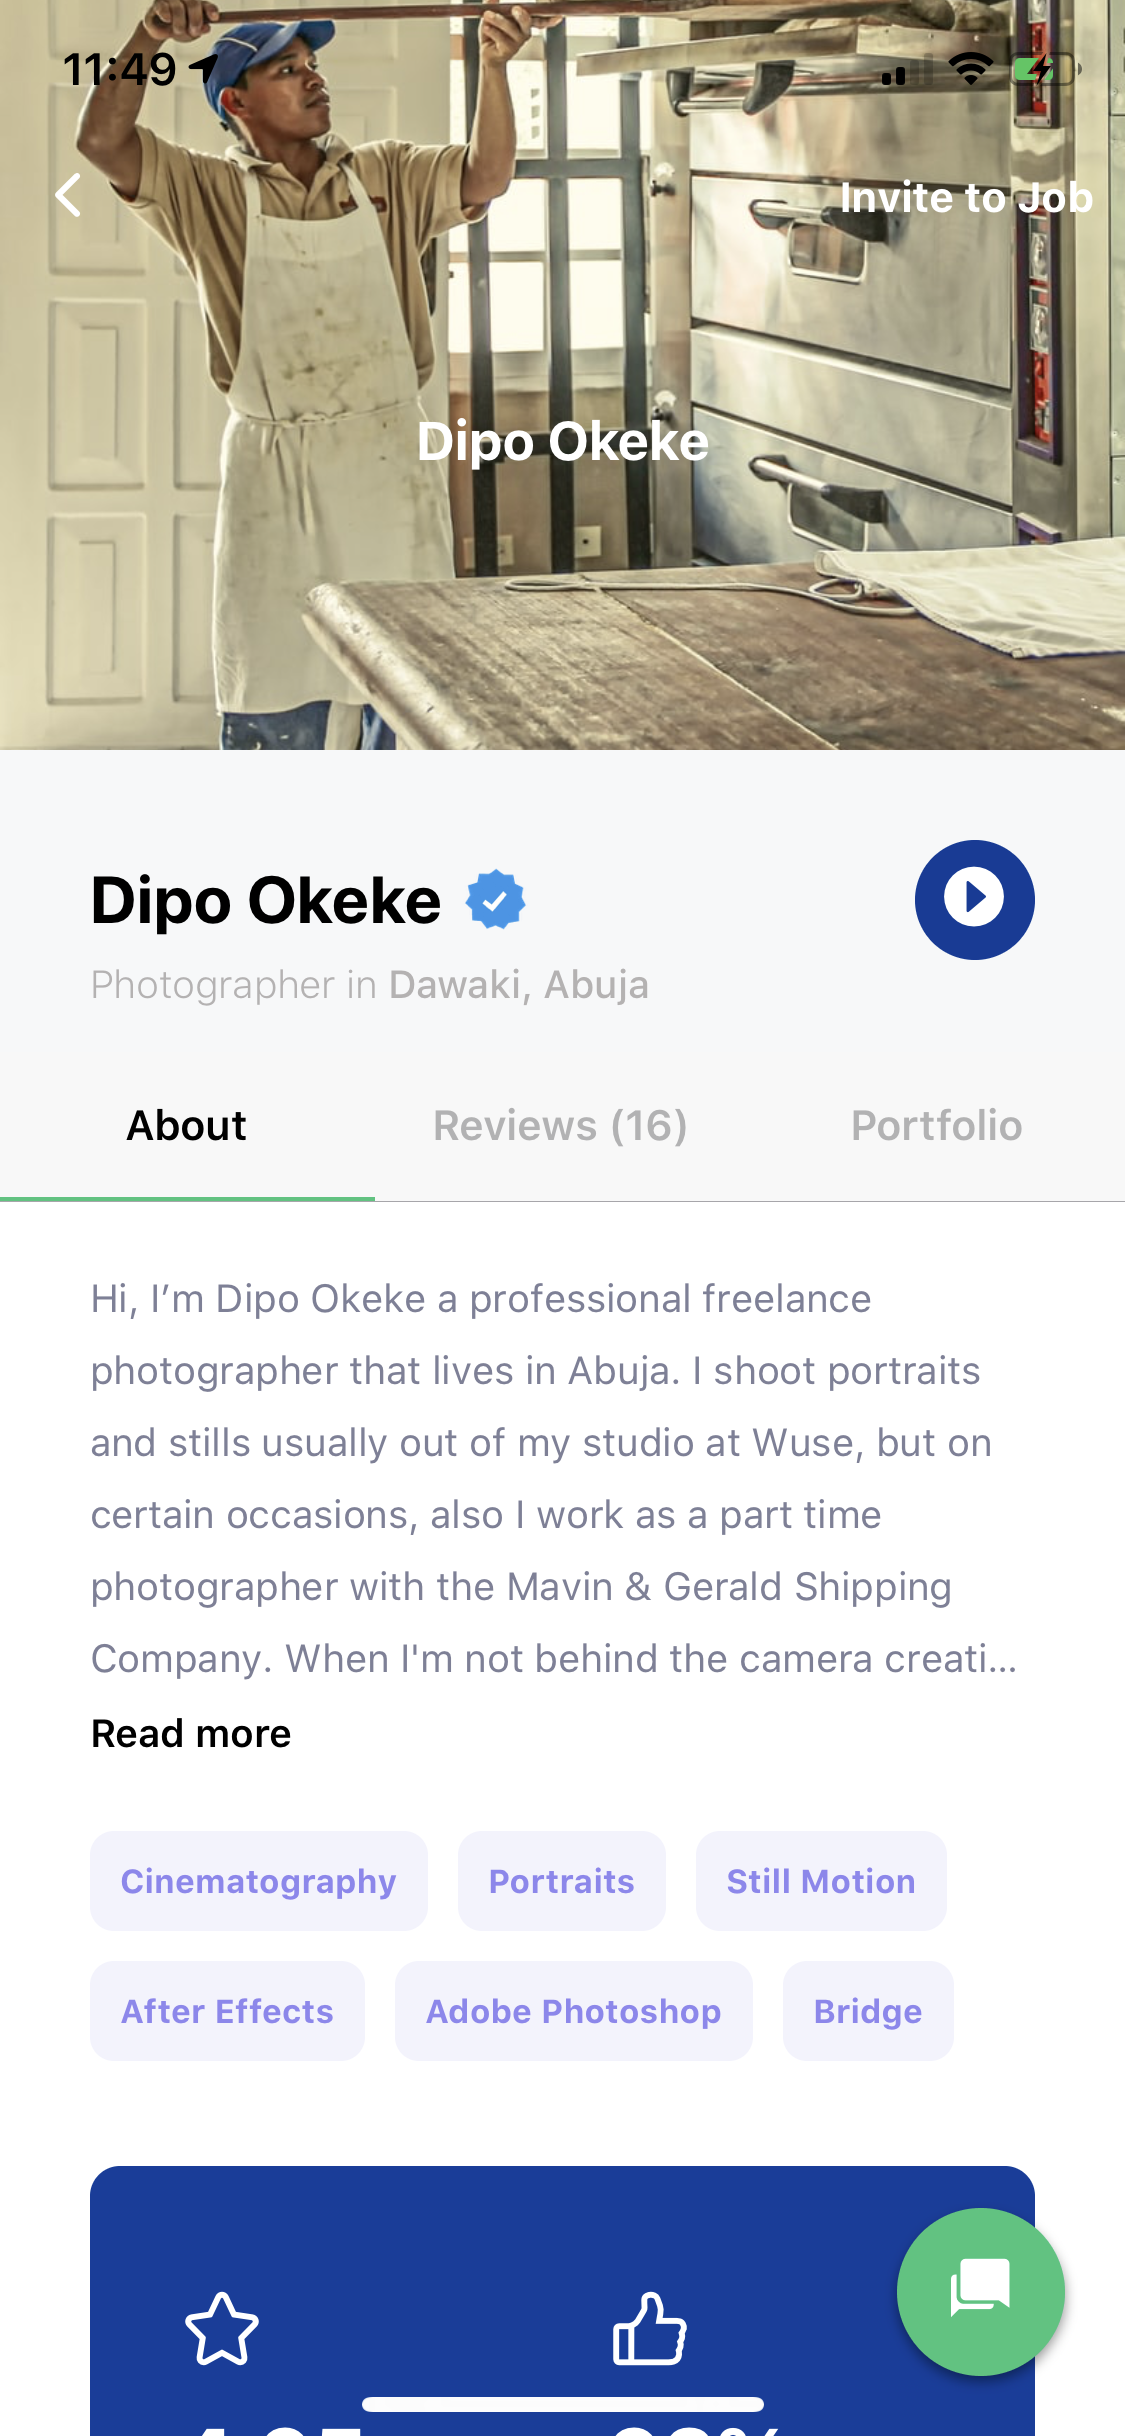 11:49
Invite to Job
Dipo Okeke
Dipo Okeke
Photographer in Dawaki, Abuja
About
Reviews (16)
Portfolio
Hi, I’m Dipo Okeke a professional freelance
photographer that lives in Abuja. I shoot portraits
and stills usually out of my studio at Wuse, but on
certain occasions, also I work as a part time
photographer with the Mavin & Gerald Shipping
Company. When I'm not behind the camera creati...
Read more
Cinematography
Portraits
Still Motion
After Effects
Adobe Photoshop
Bridge